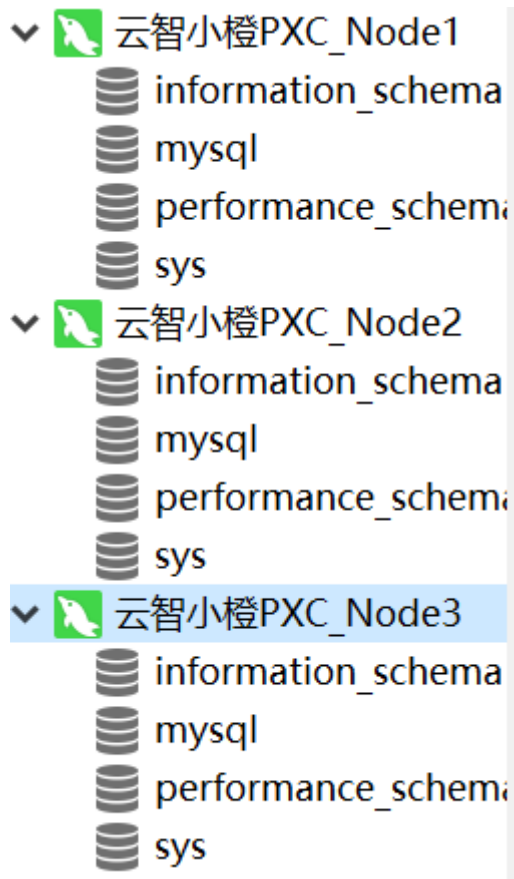 云智小橙PXC_Node1
information_schema
mysql
performance_schema
sys
云智小橙PXC_Node2
information_schema
mysql
performance_schema
sys
云智小橙PXC_Node3
information_schema
mysql
performance_schema
sys